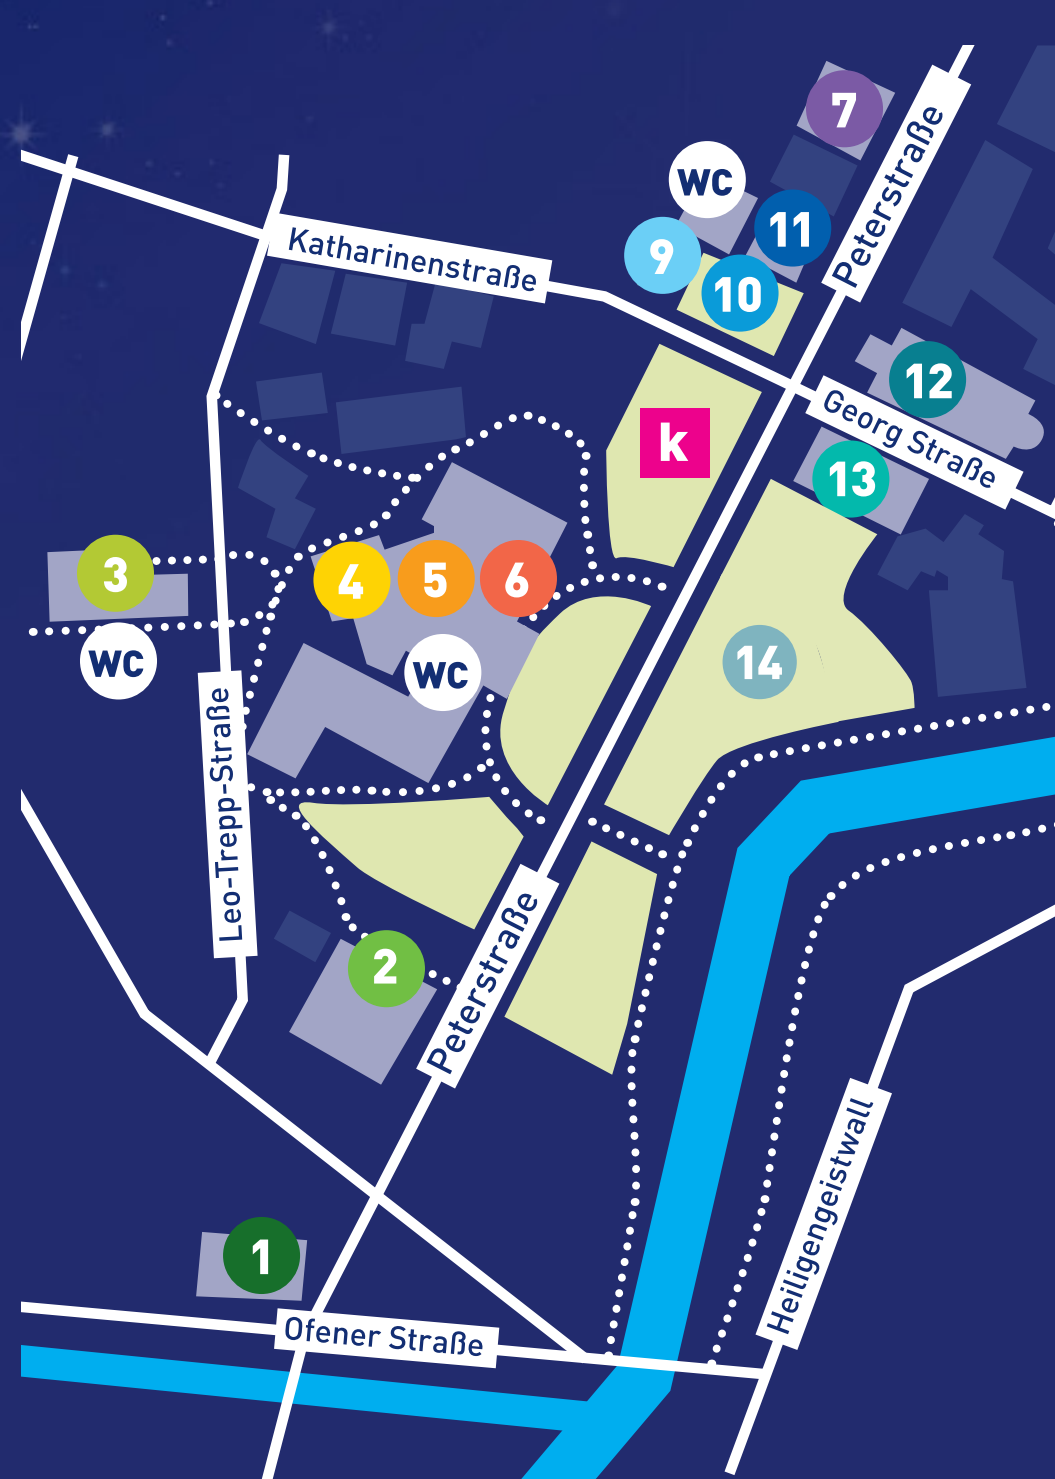 7
Peterstraße
WC
11
9
10
Katharinenstraße
12
Georg Straße
k
13
3
4
5
6
WC
WC
14
Leo-Trepp-Straße
2
Peterstraße
Heiligengeistwall
1
Ofener Straße